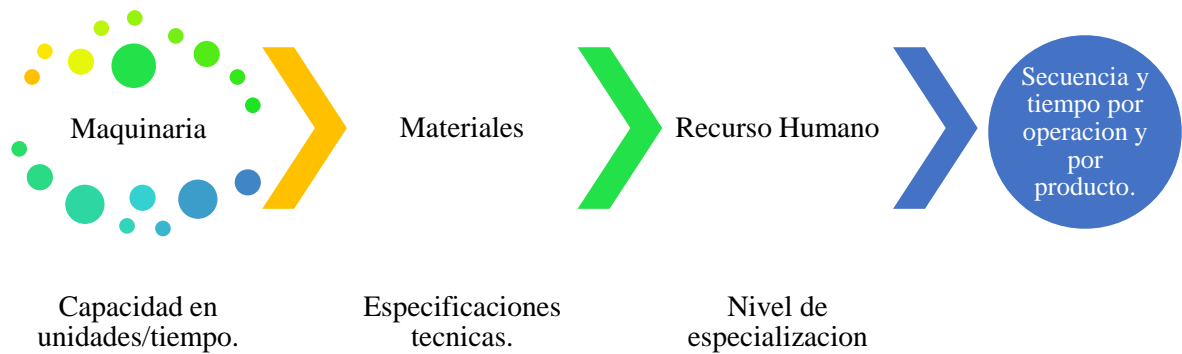 Maquinaria
Materiales
Recurso Humano
Secuencia y
tiempo por
operacion y
por
producto.
Capacidad en
unidades/tiempo.
Especificaciones
tecnicas.
Nivel de
especializacion